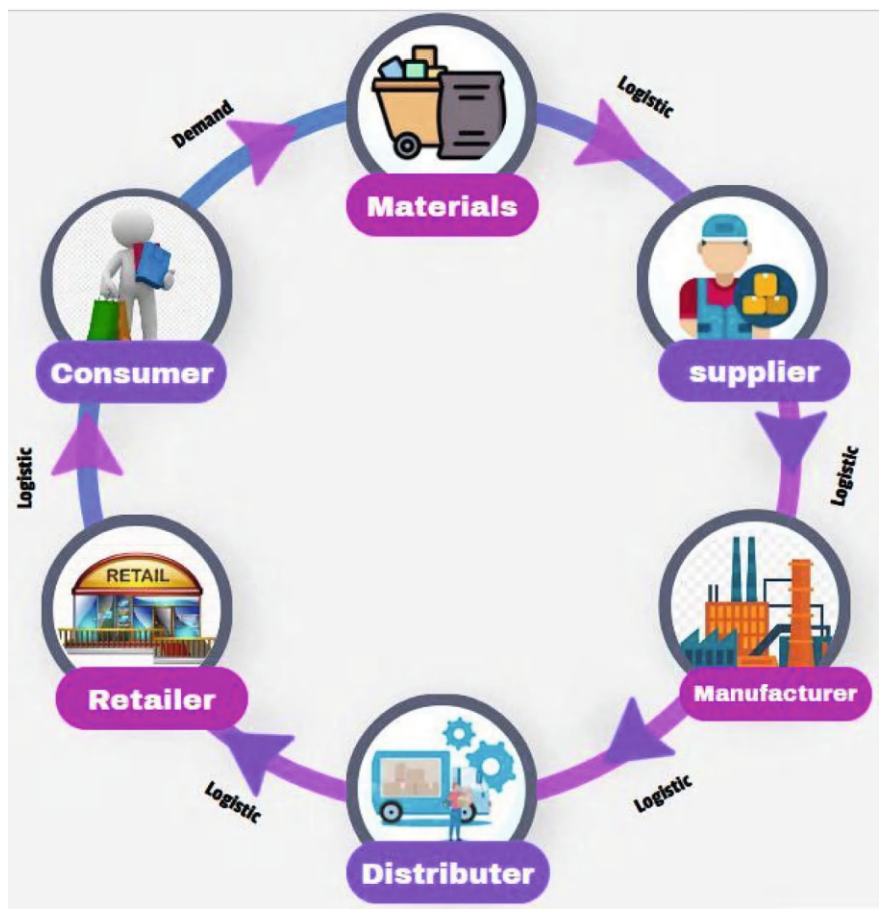 Materials
Logistic
supplier
Logistic
Manufacturer
Logistic
Distributer
Logistic
RETAIL
Retailer
Logistic
Consumer
Demand